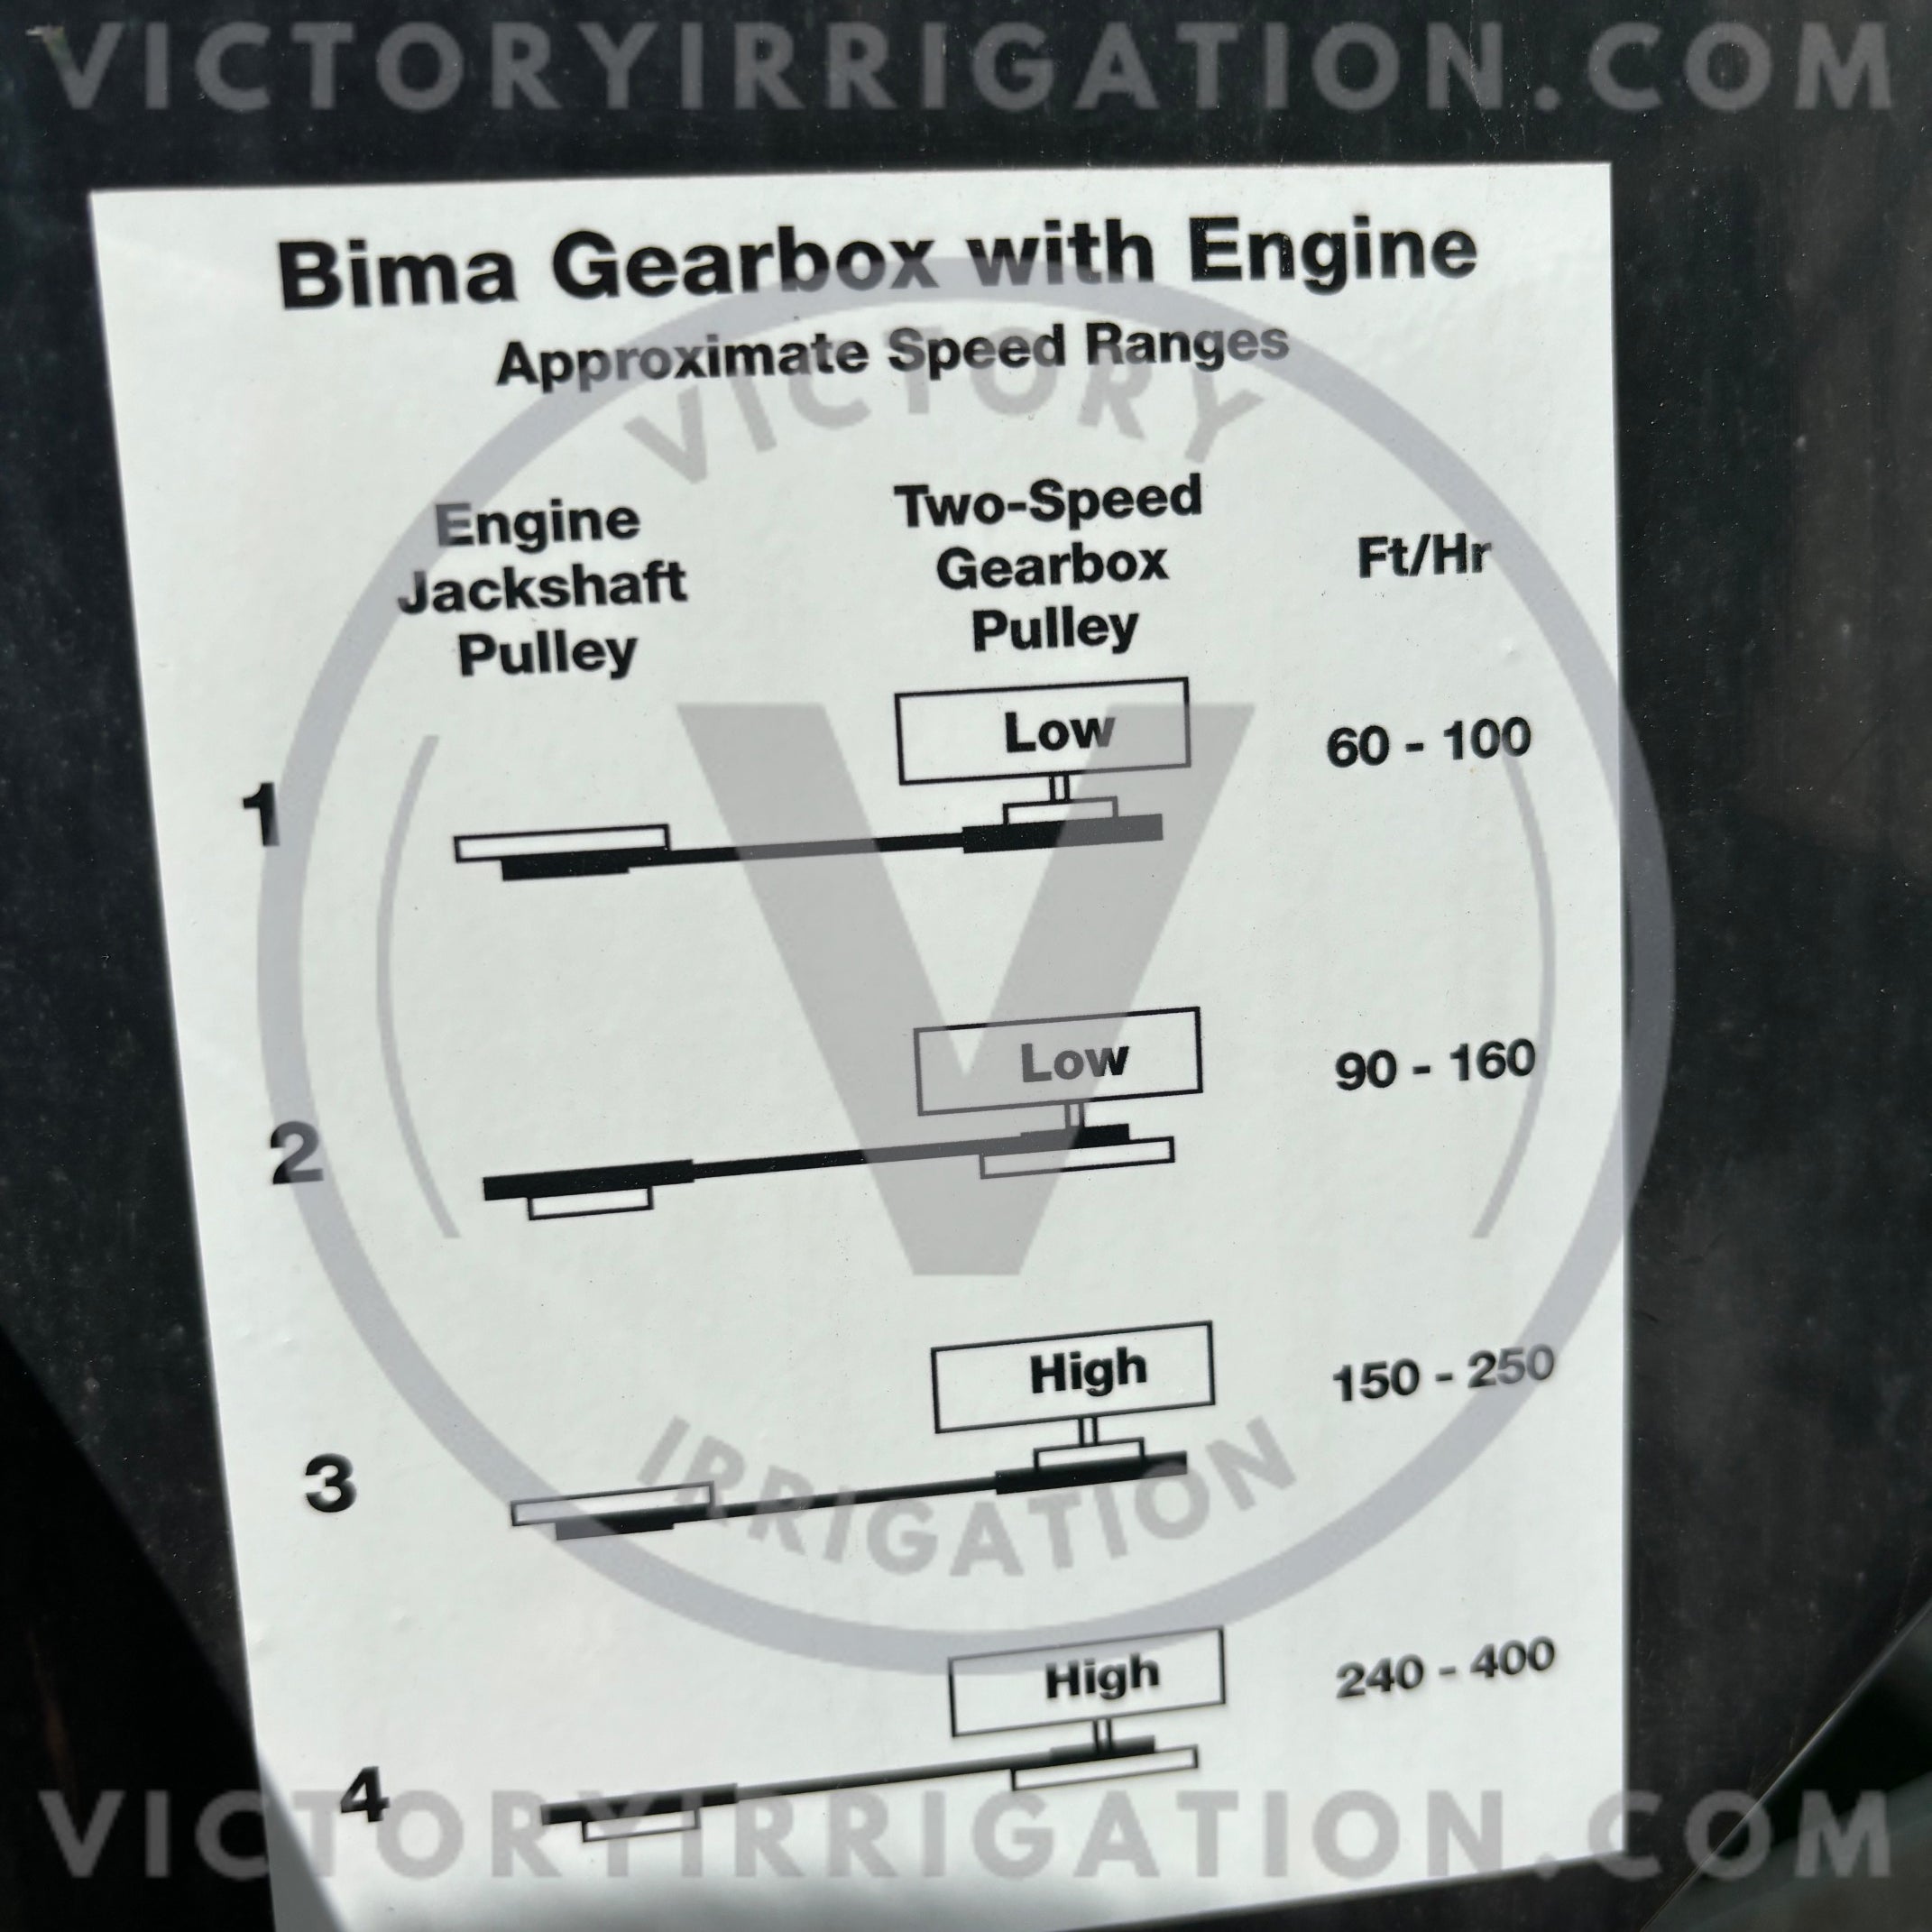 VICTORYIRRIGATION.COM
Bima Gearbox with Engine
Approximate Speed Ranges
VICTORY
Engine
Jackshaft
Pulley
Two-Speed
Gearbox
Pulley
Ft/Hr
1
Low
60 - 100
V
2
Low
90 - 160
3
High
150 - 250
IRRIGATION
4
High
240 - 400
VICTORYIRRIGATION.COM